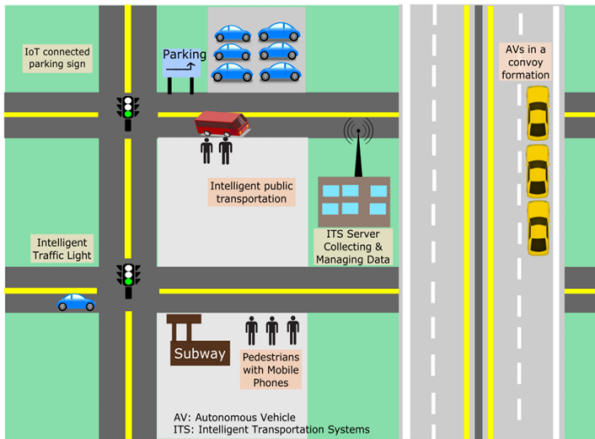 IoT connected
parking sign
Parking
AVs in a
convoy
formation
Intelligent public
transportation
Intelligent
Traffic Light
ITS Server
Collecting &
Managing Data
Subway
Pedestrians
with Mobile
Phones
AV: Autonomous Vehicle
ITS: Intelligent Transportation Systems